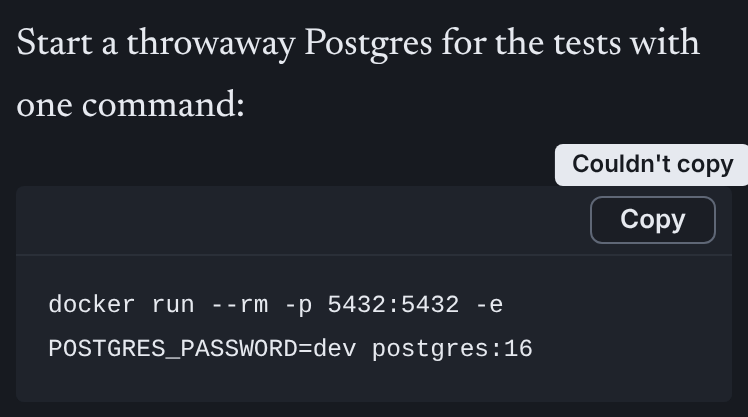 Start a throwaway Postgres for the tests with
one command:
Couldn't copy
Copy
docker run --rm -p 5432:5432 -e
POSTGRES_PASSWORD=dev postgres:16